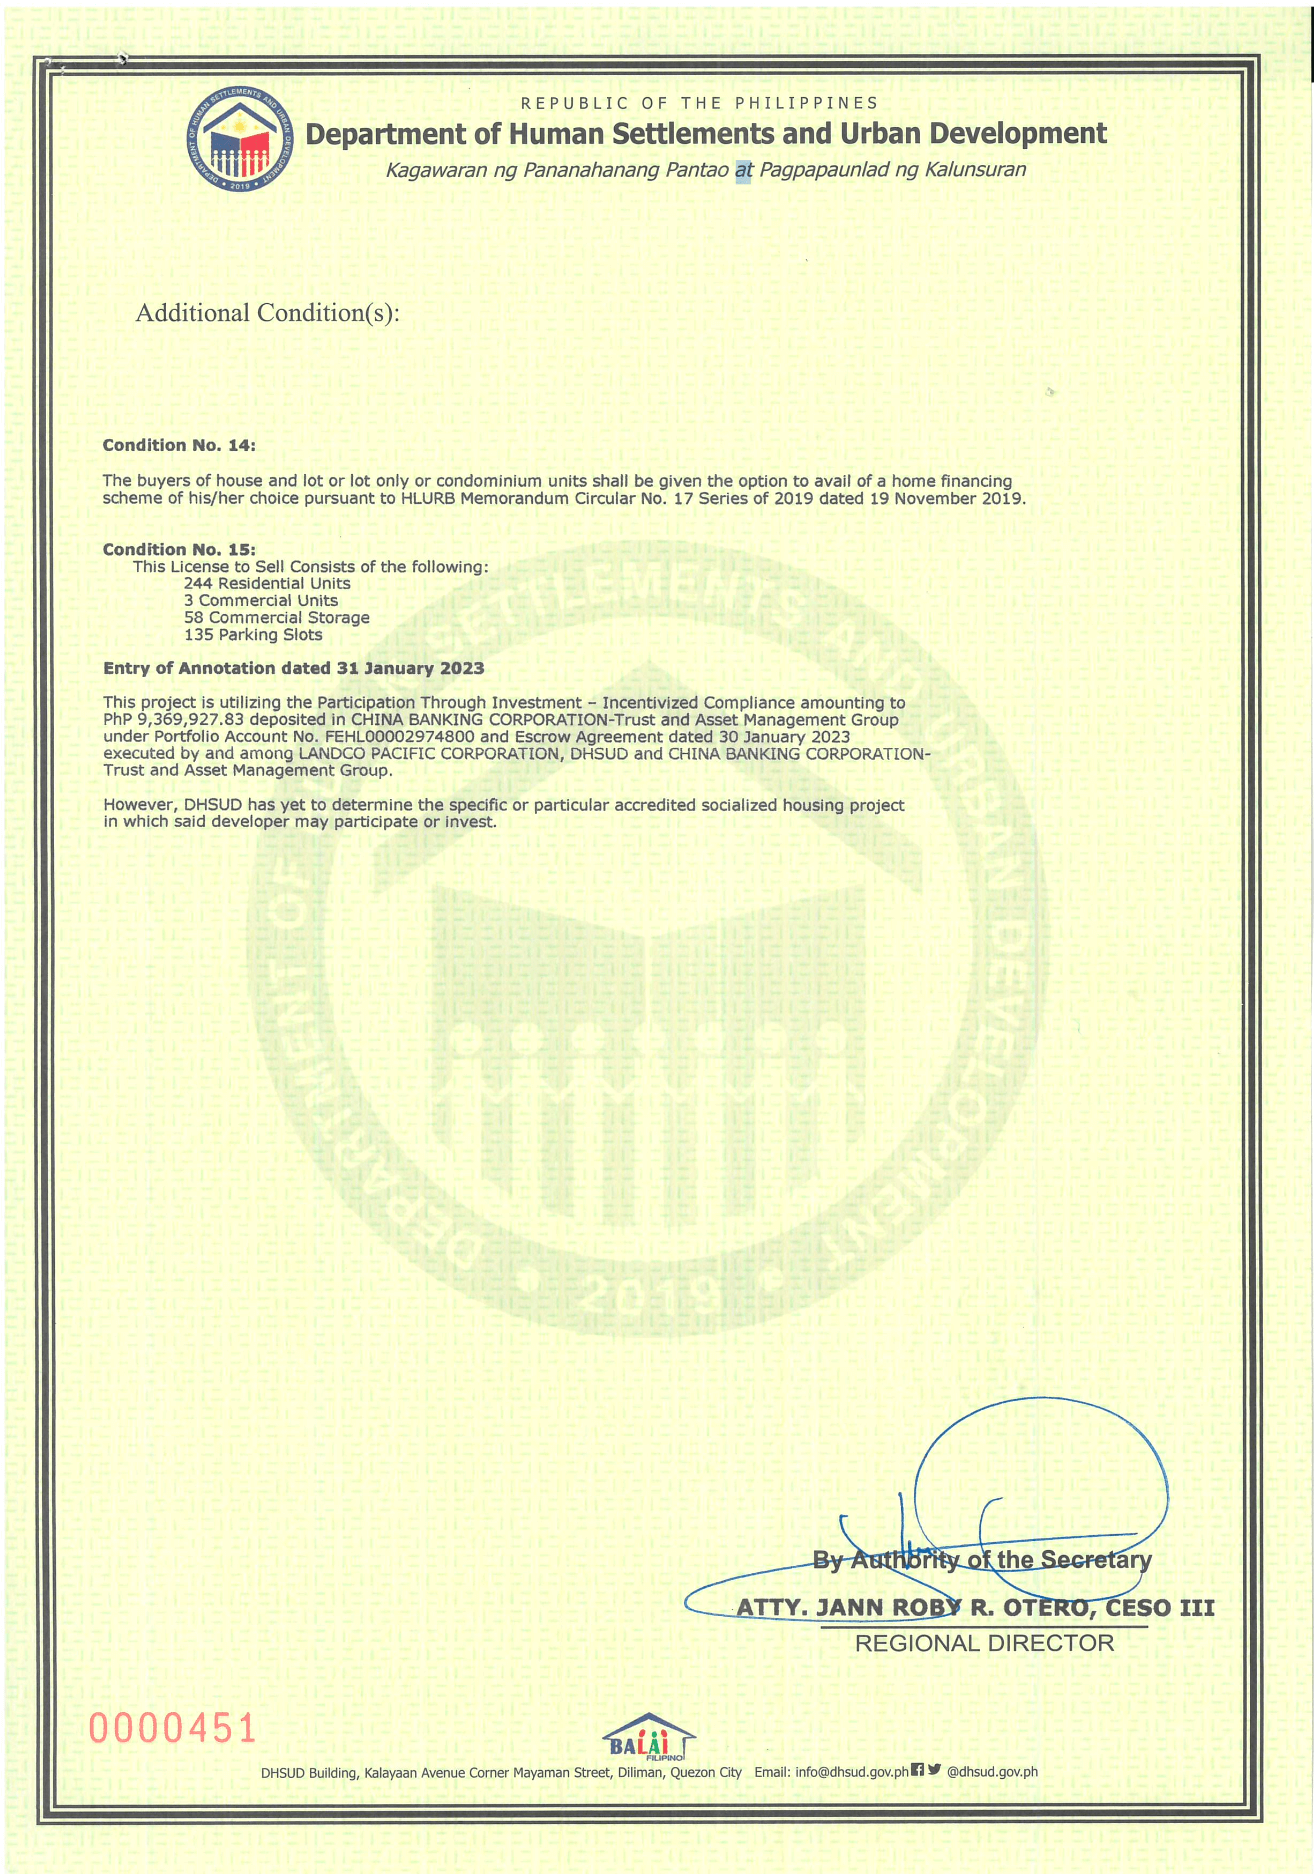 REPUBLIC OF THE PHILIPPINES
Department of Human Settlements and Urban Development
Kagawaran ng Pananahanang Pantao at Pagpapaunlad ng Kalunsuran
DEPARTMENT OF HUMAN SETTLEMENTS AND URBAN DEVELOPMENT
• 2019 •
Additional Condition(s):
Condition No. 14:
The buyers of house and lot or lot only or condominium units shall be given the option to avail of a home financing
scheme of his/her choice pursuant to HLURB Memorandum Circular No. 17 Series of 2019 dated 19 November 2019.
Condition No. 15:
This License to Sell Consists of the following:
244 Residential Units
3 Commercial Units
58 Commercial Storage
135 Parking Slots
Entry of Annotation dated 31 January 2023
This project is utilizing the Participation Through Investment – Incentivized Compliance amounting to
PhP 9,369,927.83 deposited in CHINA BANKING CORPORATION-Trust and Asset Management Group
under Portfolio Account No. FEHL00002974800 and Escrow Agreement dated 30 January 2023
executed by and among LANDCO PACIFIC CORPORATION, DHSUD and CHINA BANKING CORPORATION-
Trust and Asset Management Group.
However, DHSUD has yet to determine the specific or particular accredited socialized housing project
in which said developer may participate or invest.
By Authority of the Secretary
ATTY. JANN ROBY R. OTERO, CESO III
REGIONAL DIRECTOR
0000451
BALAI
FILIPINO
DHSUD Building, Kalayaan Avenue Corner Mayaman Street, Diliman, Quezon City Email: info@dhsud.gov.ph @dhsud.gov.ph